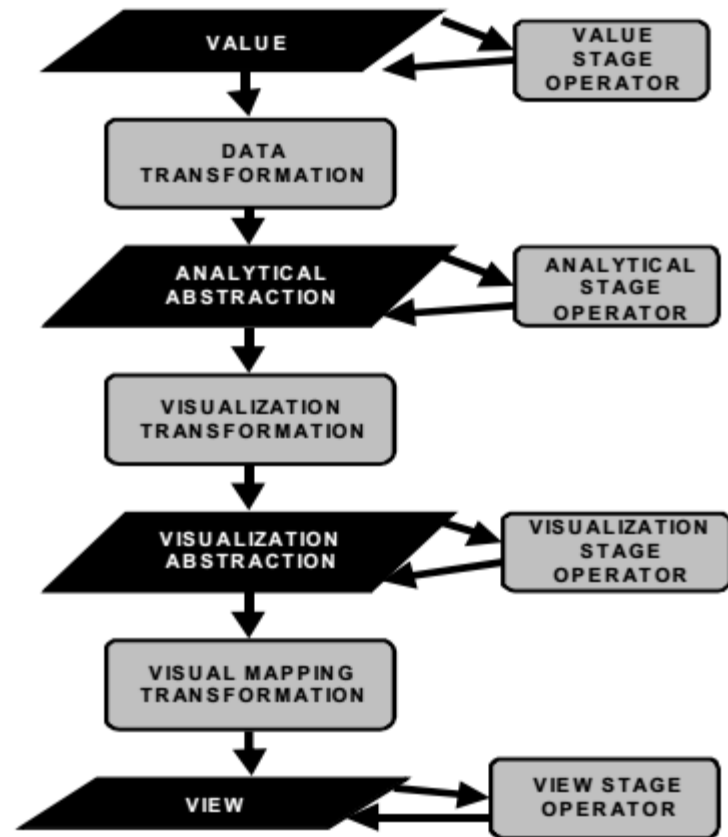 VALUE
VALUE
STAGE
OPERATOR
DATA
TRANSFORMATION
ANALYTICAL
ABSTRACTION
ANALYTICAL
STAGE
OPERATOR
VISUALIZATION
TRANSFORMATION
VISUALIZATION
ABSTRACTION
VISUALIZATION
STAGE
OPERATOR
VISUAL MAPPING
TRANSFORMATION
VIEW
VIEW STAGE
OPERATOR